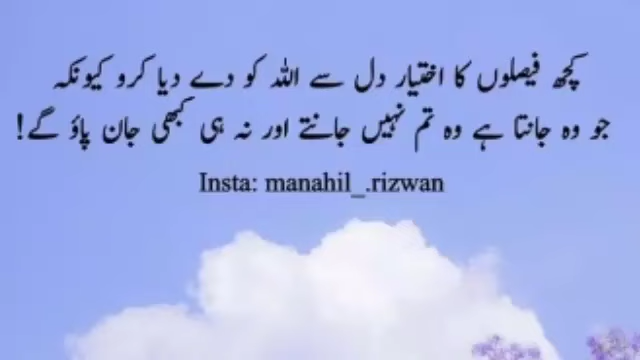 کچھ فیصلوں کا اختیار دل سے اللہ کو دے دیا کرو کیونکہ
جو وہ جانتا ہے وہ تم نہیں جانتے اور نہ ہی کبھی جان پاؤ گے!
Insta: manahil_.rizwan